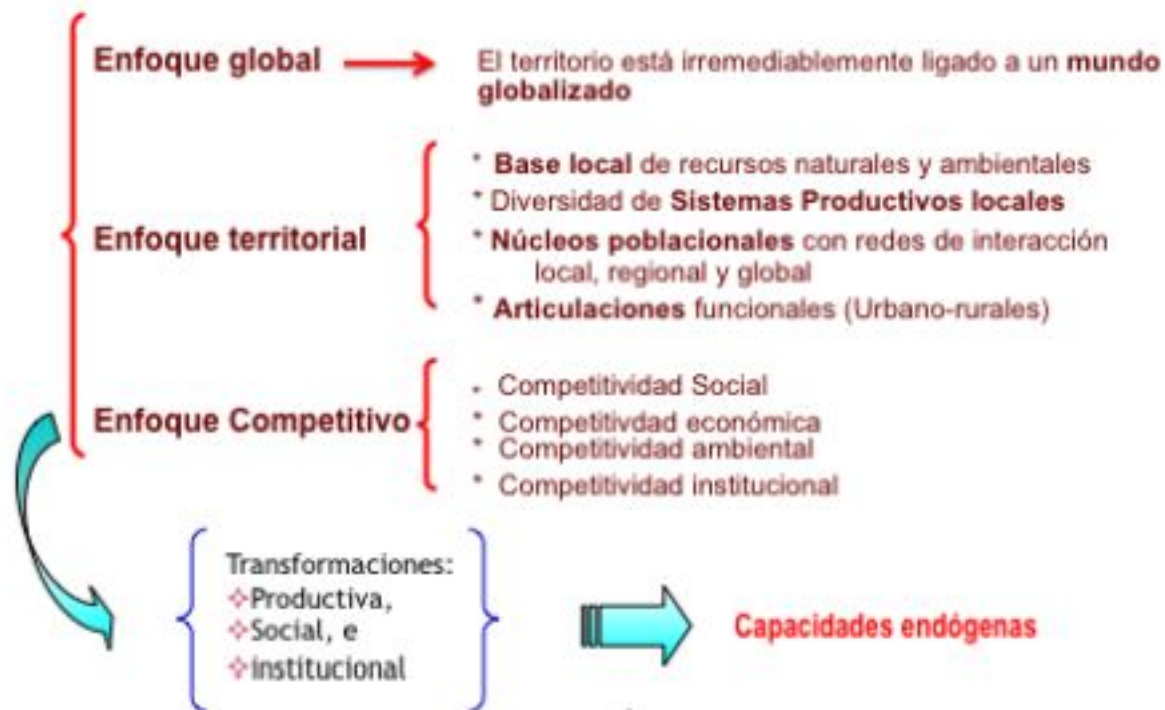 Enfoque global
El territorio está irremediablemente ligado a un mundo
globalizado
Enfoque territorial
* Base local de recursos naturales y ambientales
* Diversidad de Sistemas Productivos locales
* Núcleos poblacionales con redes de interacción
local, regional y global
* Articulaciones funcionales (Urbano-rurales)
Enfoque Competitivo
* Competitividad Social
* Competitivdad económica
* Competitividad ambiental
* Competitividad institucional
Transformaciones:
❖Productiva,
❖Social, e
❖institucional
Capacidades endógenas